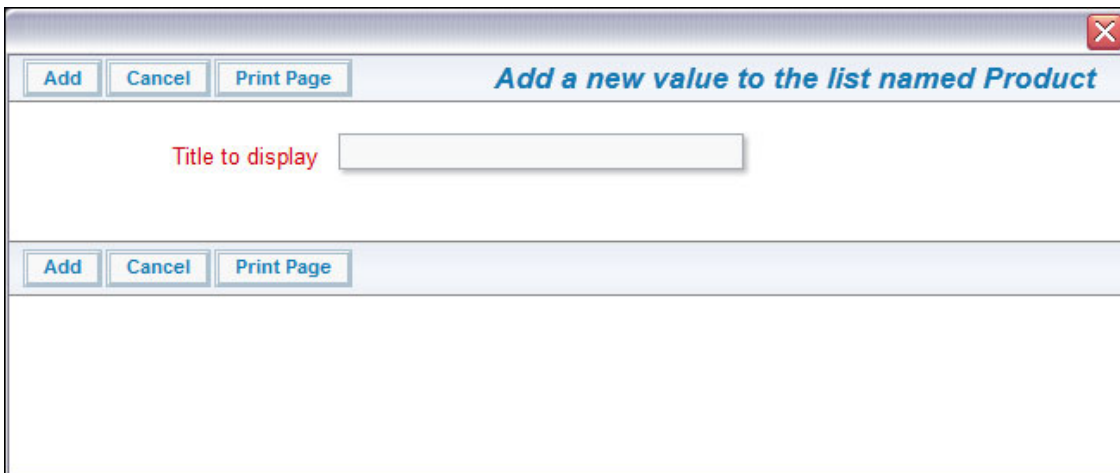 Add Cancel Print Page Add a new value to the list named Product
Title to display
Add Cancel Print Page